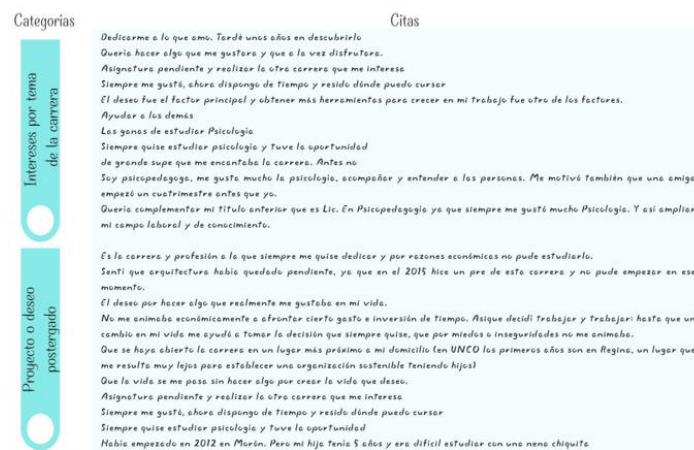 Categorias
Citas
Intereses por tema
de la carrera
Dedicarme a lo que amo. Tardé unos años en descubrirlo
Quería hacer algo que me gustara y que a la vez disfrutara.
Asignatura pendiente y realizar la otra carrera que me interesa
Siempre me gustó, ahora dispongo de tiempo y resido dónde puedo cursar
El deseo fue el factor principal y obtener más herramientas para crecer en mi trabajo fue otro de los factores.
Ayudar a los demás
Las ganas de estudiar Psicología
Siempre quise estudiar psicología y tuve la oportunidad
de grande supe que me encantaba la carrera. Antes no
Soy psicopedagoga, me gusta mucho la psicología, acompañar y entender a las personas. Me motivó también que una amiga
empezó un cuatrimestre antes que yo.
Quería complementar mi título anterior que es Lic. En Psicopedagogía ya que siempre me gustó mucho Psicología. Y así ampliar
mi campo laboral y de conocimiento.
Proyecto o deseo
postergado
Es la carrera y profesión a la que siempre me quise dedicar y por razones económicas no pude estudiarlo.
Sentí que arquitectura había quedado pendiente, ya que en el 2015 hice un pre de esta carrera y no pude empezar en ese
momento.
El deseo por hacer algo que realmente me gustaba en mi vida.
No me animaba económicamente a afrontar cierto gasto e inversión de tiempo. Asique decidí trabajar y trabajar: hasta que un
cambio en mi vida me ayudó a tomar la decisión que siempre quise, que por miedos o inseguridades no me animaba.
Que se haya abierto la carrera en un lugar más próximo a mi domicilio (en UNCO los primeros años son en Regina, un lugar que
me resulta muy lejos para establecer una organización sostenible teniendo hijos)
Que la vida se me pasa sin hacer algo por crear la vida que deseo.
Asignatura pendiente y realizar la otra carrera que me interesa
Siempre me gustó, ahora dispongo de tiempo y resido dónde puedo cursar
Siempre quise estudiar psicología y tuve la oportunidad
Había empezado en 2012 en Morón. Pero mi hija tenía 5 años y era difícil estudiar con una nena chiquita